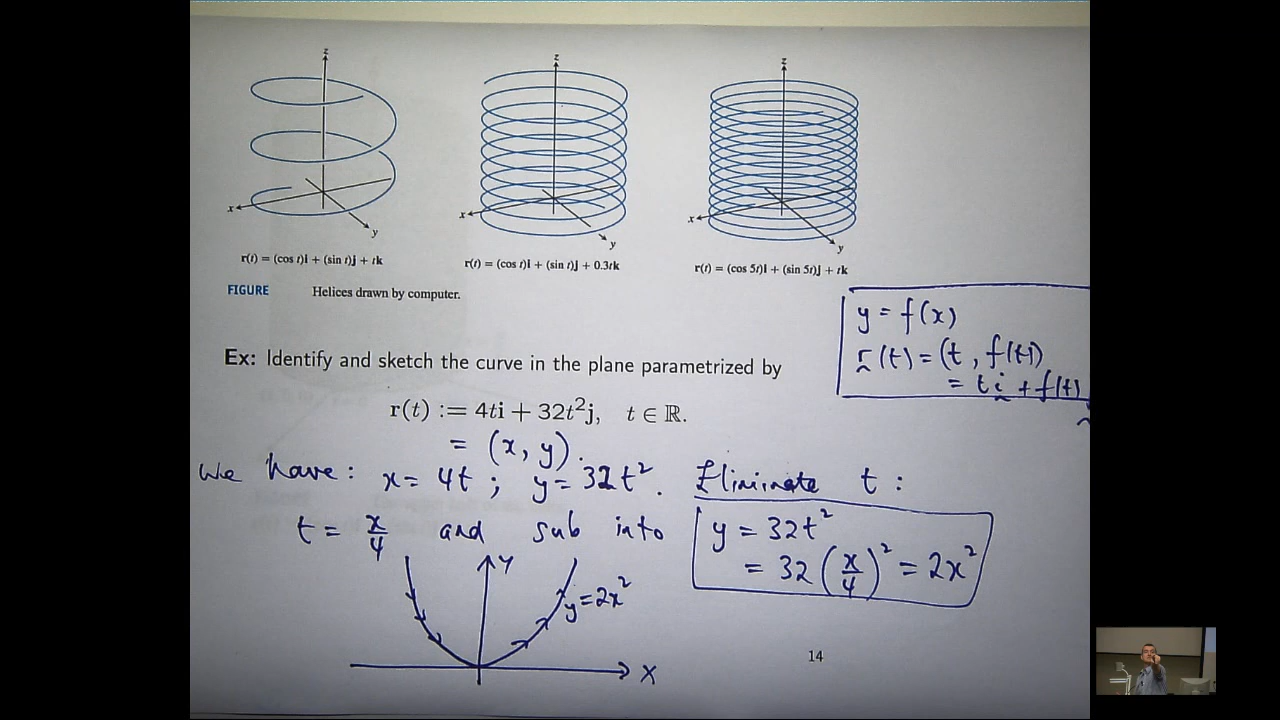 z
z
z
x
y
x
y
x
y
r(t) = (cos t)i + (sin t)j + tk
r(t) = (cos t)i + (sin t)j + 0.3tk
r(t) = (cos 5t)i + (sin 5t)j + tk
FIGURE Helices drawn by computer.
y = f(x)
r(t) = (t, f(t))
= t i + f(t)
Ex: Identify and sketch the curve in the plane parametrized by
r(t) := 4ti + 32t²j, t ∈ ℝ.
= (x, y).
We have: x = 4t ; y = 32t². Eliminate t :
t = x/4 and sub into
y = 32t²
= 32 (x/4)² = 2x²
y
y = 2x²
x
14